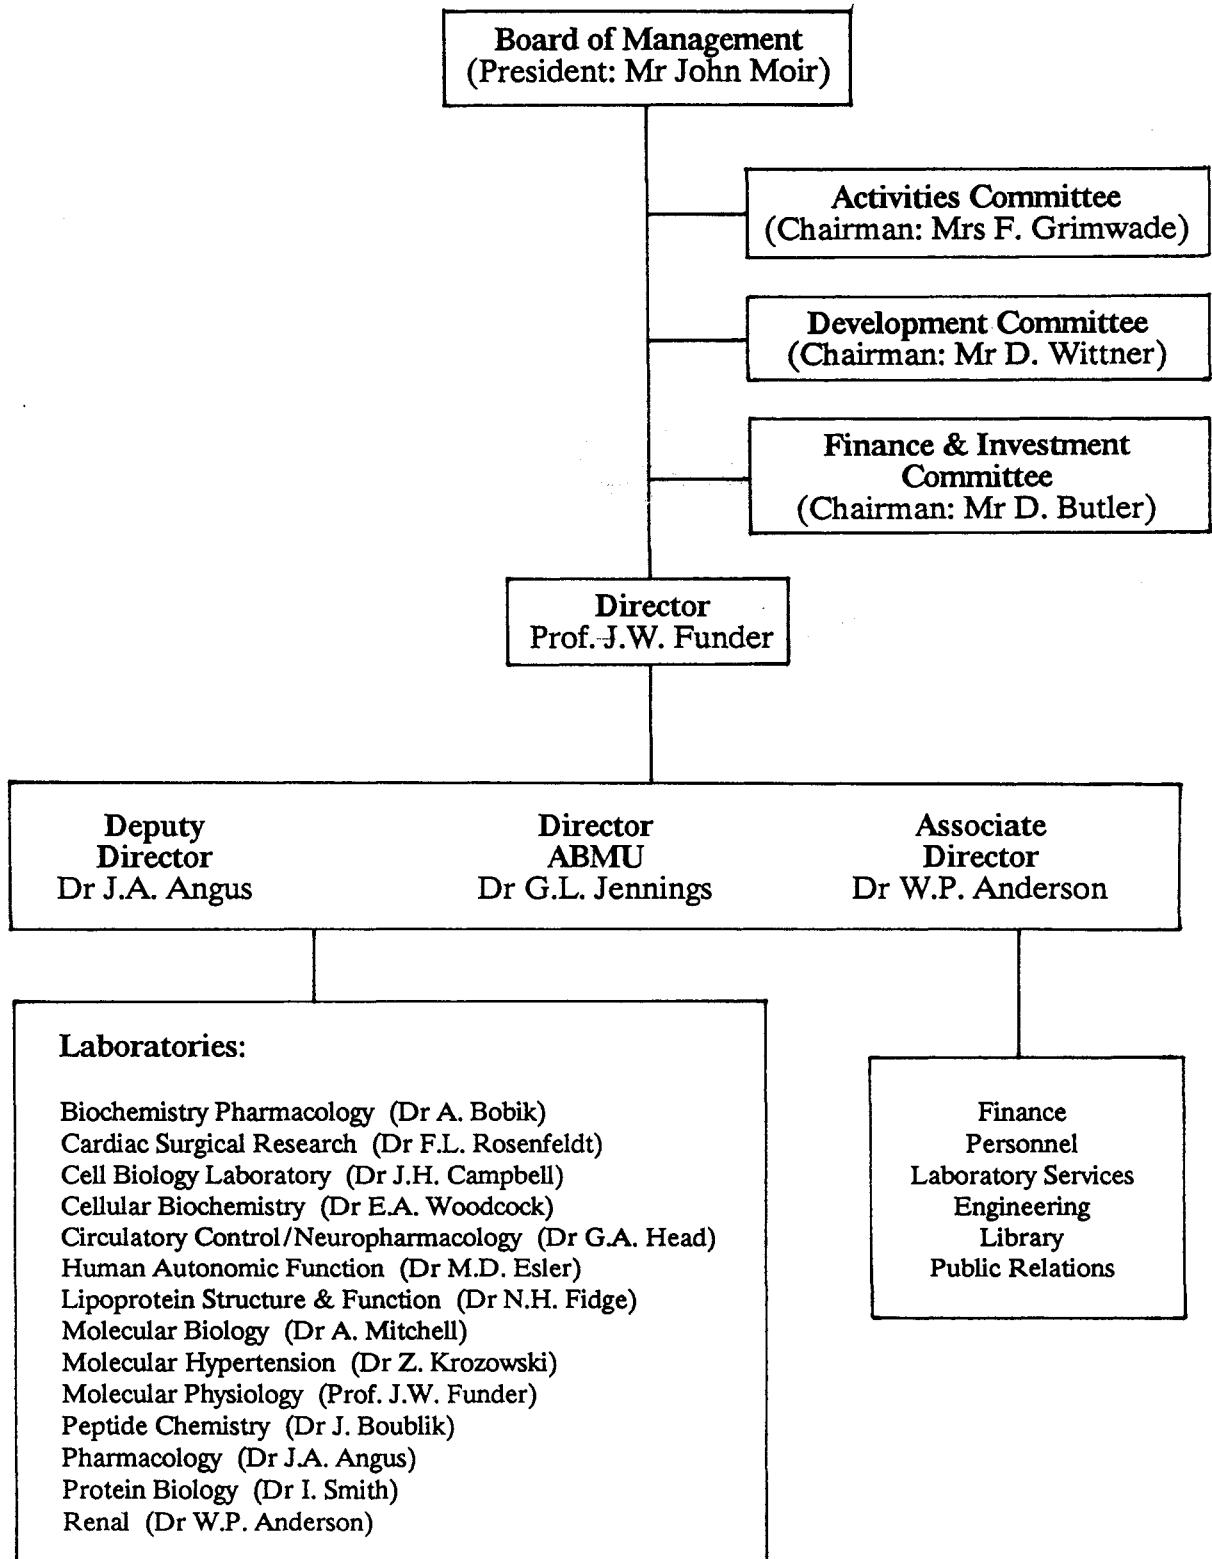 Board of Management
(President: Mr John Moir)
Activities Committee
(Chairman: Mrs F. Grimwade)
Development Committee
(Chairman: Mr D. Wittner)
Finance & Investment
Committee
(Chairman: Mr D. Butler)
Director
Prof. J.W. Funder
Deputy
Director
Dr J.A. Angus
Director
ABMU
Dr G.L. Jennings
Associate
Director
Dr W.P. Anderson
Laboratories:
Biochemistry Pharmacology (Dr A. Bobik)
Cardiac Surgical Research (Dr F.L. Rosenfeldt)
Cell Biology Laboratory (Dr J.H. Campbell)
Cellular Biochemistry (Dr E.A. Woodcock)
Circulatory Control/Neuropharmacology (Dr G.A. Head)
Human Autonomic Function (Dr M.D. Esler)
Lipoprotein Structure & Function (Dr N.H. Fidge)
Molecular Biology (Dr A. Mitchell)
Molecular Hypertension (Dr Z. Krozowski)
Molecular Physiology (Prof. J.W. Funder)
Peptide Chemistry (Dr J. Boublik)
Pharmacology (Dr J.A. Angus)
Protein Biology (Dr I. Smith)
Renal (Dr W.P. Anderson)
Finance
Personnel
Laboratory Services
Engineering
Library
Public Relations